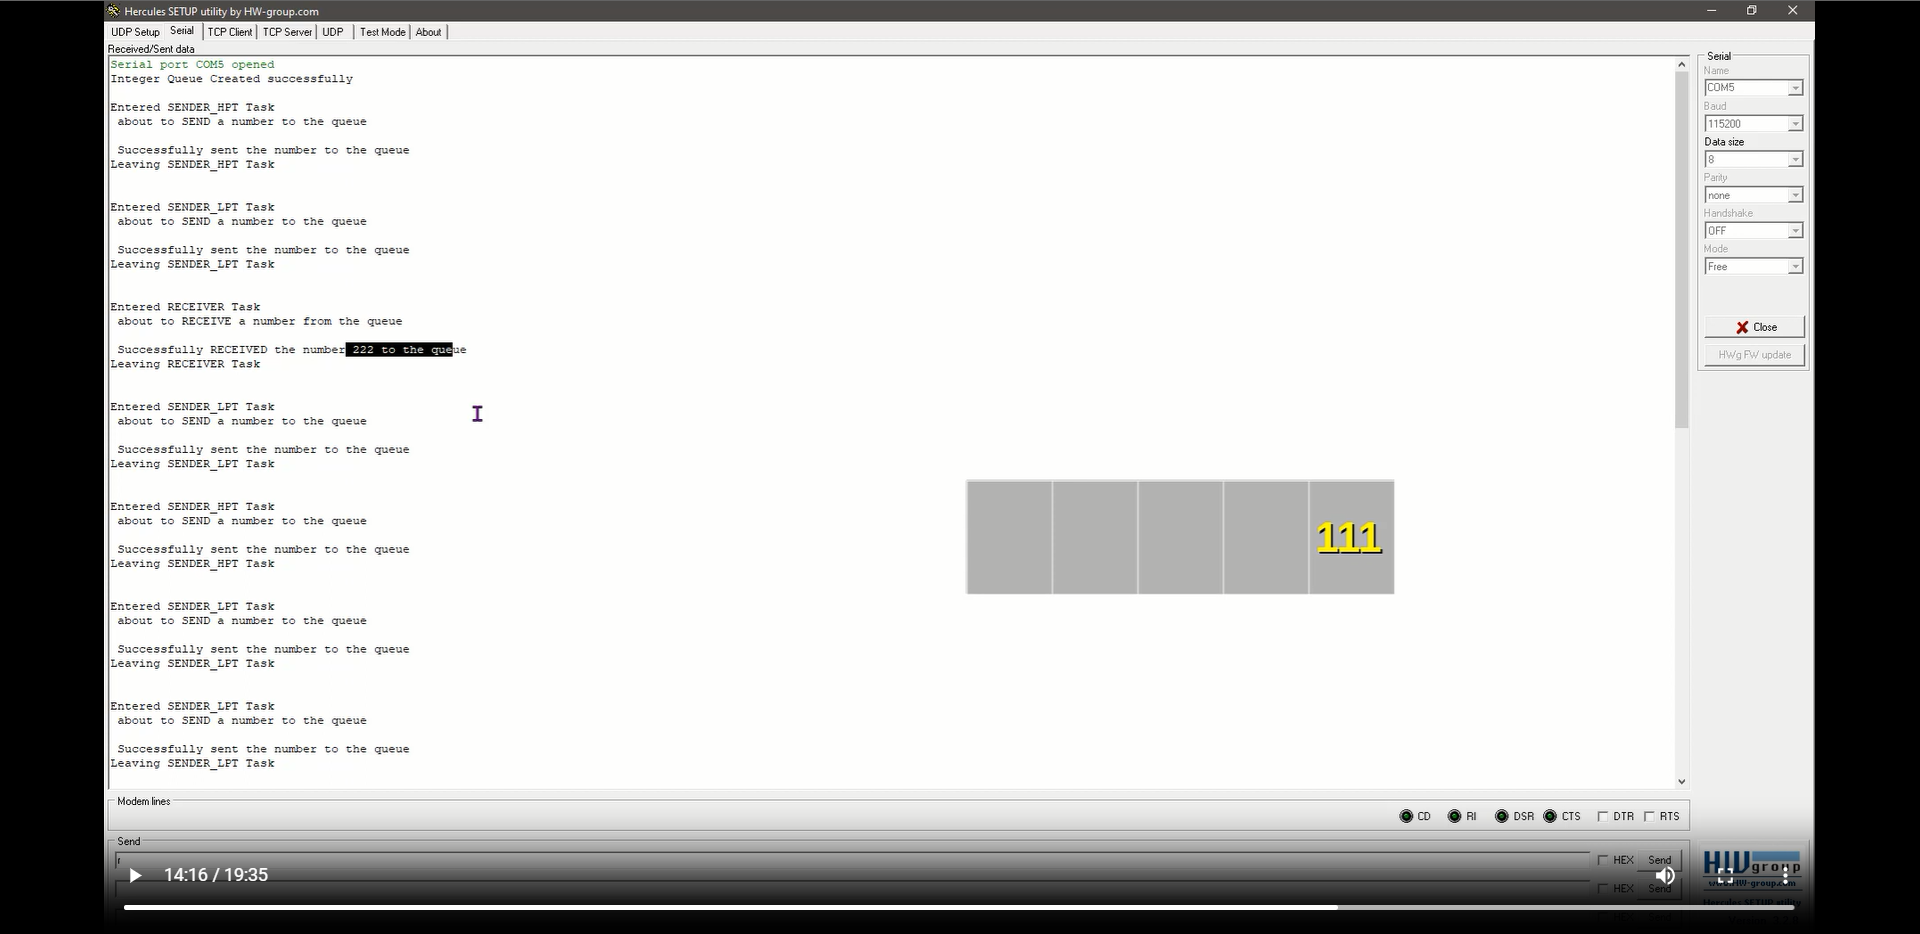 Hercules SETUP utility by HW-group.com
UDP Setup Serial TCP Client TCP Server UDP Test Mode About
Received/Sent data
Serial port COM5 opened
Integer Queue Created successfully
Entered SENDER_HPT Task
about to SEND a number to the queue
Successfully sent the number to the queue
Leaving SENDER_HPT Task
Entered SENDER_LPT Task
about to SEND a number to the queue
Successfully sent the number to the queue
Leaving SENDER_LPT Task
Entered RECEIVER Task
about to RECEIVE a number from the queue
Successfully RECEIVED the number 222 to the queue
Leaving RECEIVER Task
Entered SENDER_LPT Task
about to SEND a number to the queue
Successfully sent the number to the queue
Leaving SENDER_LPT Task
Entered SENDER_HPT Task
about to SEND a number to the queue
Successfully sent the number to the queue
Leaving SENDER_HPT Task
Entered SENDER_LPT Task
about to SEND a number to the queue
Successfully sent the number to the queue
Leaving SENDER_LPT Task
Entered SENDER_LPT Task
about to SEND a number to the queue
Successfully sent the number to the queue
Leaving SENDER_LPT Task
111
Serial
Name
COM5
Baud
115200
Data size
8
Parity
none
Handshake
OFF
Mode
Free
Close
HWg FW update
Modem lines
CD RI DSR CTS DTR RTS
Send
r
HEX Send
HEX Send
14:16 / 19:35
HW group
www.HW-group.com
Hercules SETUP utility